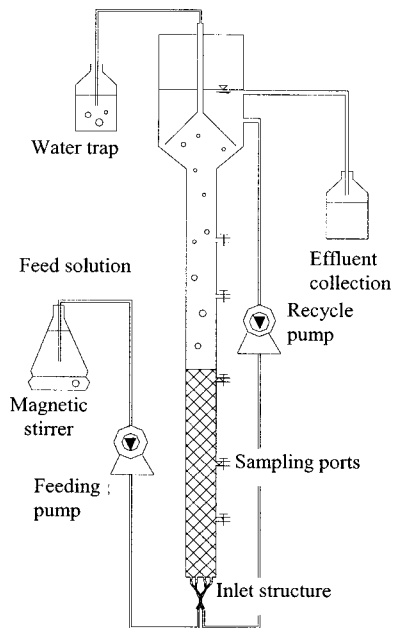 Water trap
Effluent
collection
Feed solution
Recycle
pump
Magnetic
stirrer
Sampling ports
Feeding
pump
Inlet structure